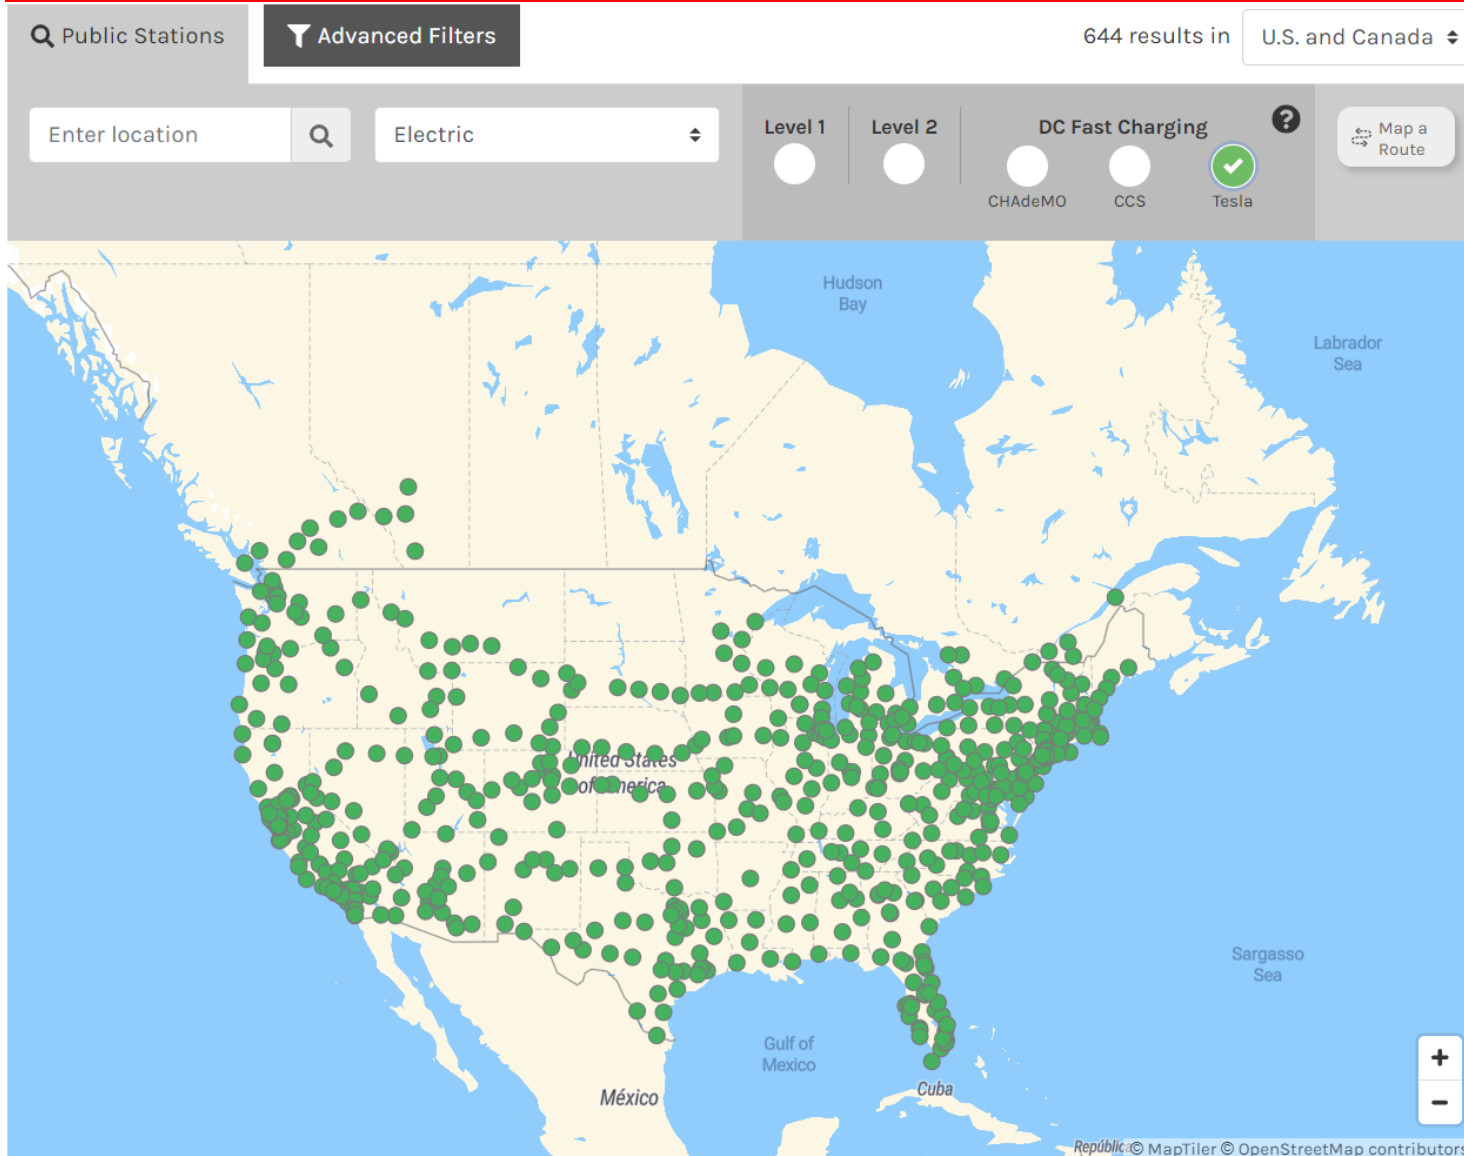 Public Stations
Advanced Filters
644 results in
U.S. and Canada
Enter location
Electric
Level 1
Level 2
DC Fast Charging
?
CHAdeMO
CCS
Tesla
Map a
Route
Hudson
Bay
Labrador
Sea
United States
of America
Sargasso
Sea
Gulf of
Mexico
México
Cuba
+
−
Repúblic
© MapTiler © OpenStreetMap contributors